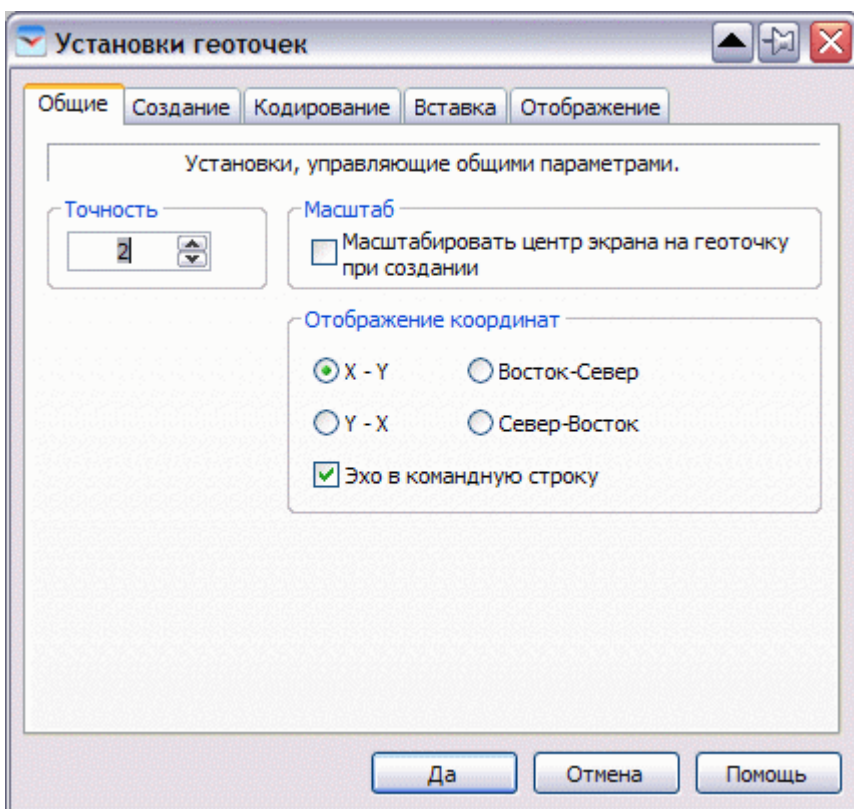 Установки геоточек
Общие Создание Кодирование Вставка Отображение
Установки, управляющие общими параметрами.
Точность
2
Масштаб
Масштабировать центр экрана на геоточку
при создании
Отображение координат
X - Y Восток-Север
Y - X Север-Восток
Эхо в командную строку
Да Отмена Помощь